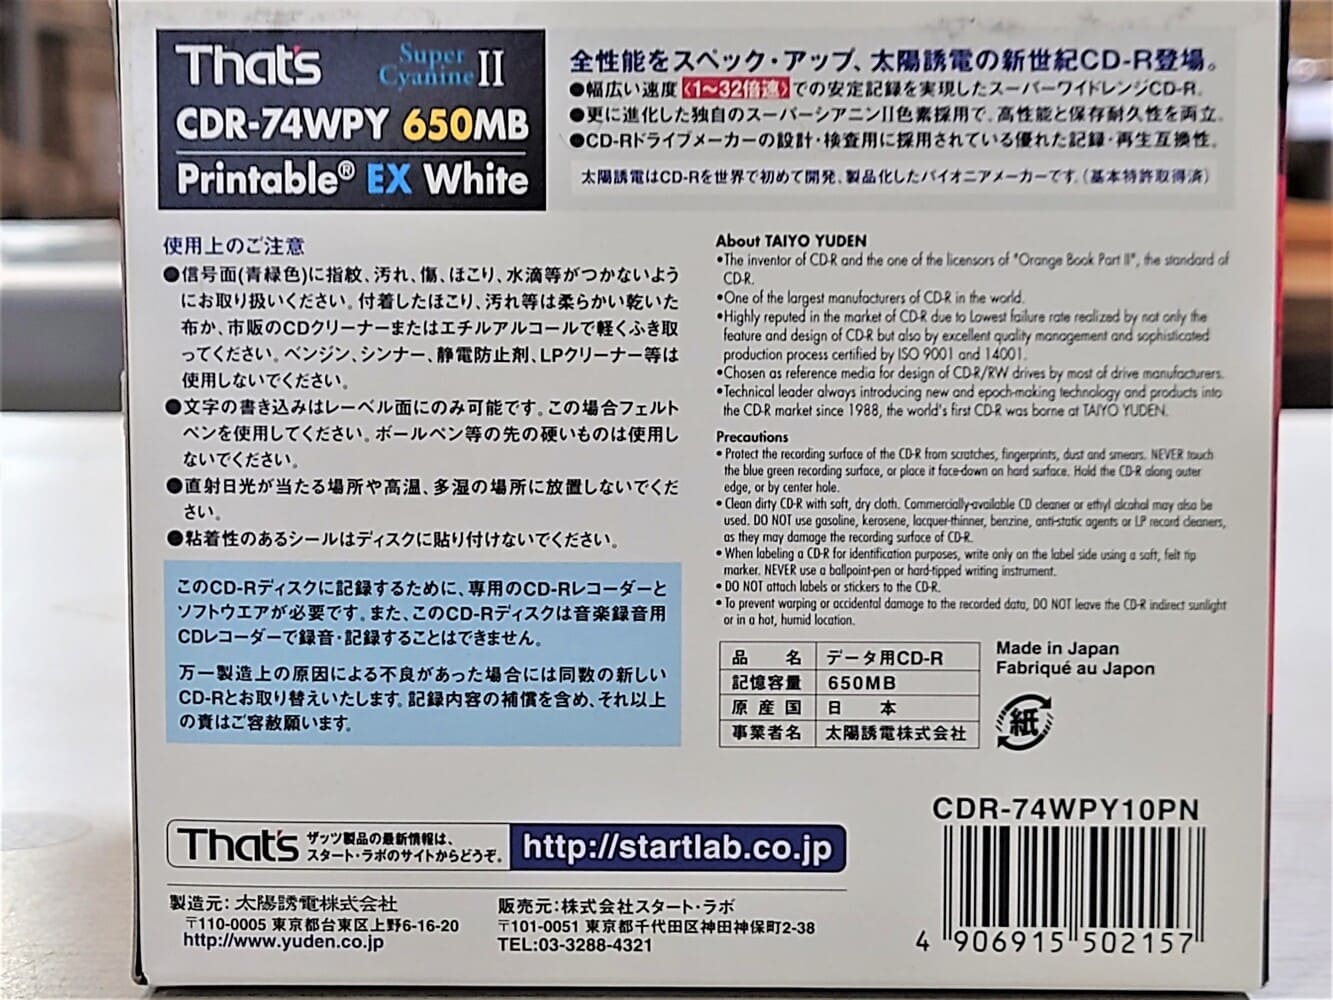 That's Super Cyanine II
CDR-74WPY 650MB
Printable® EX White
全性能をスペック・アップ、太陽誘電の新世紀CD-R登場。
●幅広い速度〈1～32倍速〉での安定記録を実現したスーパーワイドレンジCD-R。
●更に進化した独自のスーパーシアニンII色素採用で、高性能と保存耐久性を両立。
●CD-Rドライブメーカーの設計・検査用に採用されている優れた記録・再生互換性。
太陽誘電はCD-Rを世界で初めて開発、製品化したパイオニアメーカーです。(基本特許取得済)
使用上のご注意
●信号面(青緑色)に指紋、汚れ、傷、ほこり、水滴等がつかないよう
にお取り扱いください。付着したほこり、汚れ等は柔らかい乾いた
布か、市販のCDクリーナーまたはエチルアルコールで軽くふき取
ってください。ベンジン、シンナー、静電防止剤、LPクリーナー等は
使用しないでください。
●文字の書き込みはレーベル面にのみ可能です。この場合フェルト
ペンを使用してください。ボールペン等の先の硬いものは使用し
ないでください。
●直射日光が当たる場所や高温、多湿の場所に放置しないでくだ
さい。
●粘着性のあるシールはディスクに貼り付けないでください。
このCD-Rディスクに記録するために、専用のCD-Rレコーダーと
ソフトウエアが必要です。また、このCD-Rディスクは音楽録音用
CDレコーダーで録音・記録することはできません。
万一製造上の原因による不良があった場合には同数の新しい
CD-Rとお取り替えいたします。記録内容の補償を含め、それ以上
の責はご容赦願います。
About TAIYO YUDEN
•The inventor of CD-R and the one of the licensors of "Orange Book Part II", the standard of
CD-R.
•One of the largest manufacturers of CD-R in the world.
•Highly reputed in the market of CD-R due to Lowest failure rate realized by not only the
feature and design of CD-R but also by excellent quality management and sophisticated
production process certified by ISO 9001 and 14001.
•Chosen as reference media for design of CD-R/RW drives by most of drive manufacturers.
•Technical leader always introducing new and epoch-making technology and products into
the CD-R market since 1988, the world's first CD-R was borne at TAIYO YUDEN.
Precautions
• Protect the recording surface of the CD-R from scratches, fingerprints, dust and smears. NEVER touch
the blue green recording surface, or place it face-down on hard surface. Hold the CD-R along outer
edge, or by center hole.
• Clean dirty CD-R with soft, dry cloth. Commercially-available CD cleaner or ethyl alcohol may also be
used. DO NOT use gasoline, kerosene, lacquer-thinner, benzine, anti-static agents or LP record cleaners,
as they may damage the recording surface of CD-R.
• When labeling a CD-R for identification purposes, write only on the label side using a soft, felt tip
marker. NEVER use a ballpoint-pen or hard-tipped writing instrument.
• DO NOT attach labels or stickers to the CD-R.
• To prevent warping or accidental damage to the recorded data, DO NOT leave the CD-R indirect sunlight
or in a hot, humid location.
品名 データ用CD-R
記憶容量 650MB
原産国 日本
事業者名 太陽誘電株式会社
Made in Japan
Fabriqué au Japon
紙
That's ザッツ製品の最新情報は、
スタート・ラボのサイトからどうぞ。
http://startlab.co.jp
製造元: 太陽誘電株式会社
〒110-0005 東京都台東区上野6-16-20
http://www.yuden.co.jp
販売元: 株式会社スタート・ラボ
〒101-0051 東京都千代田区神田神保町2-38
TEL:03-3288-4321
CDR-74WPY10PN
4 906915 502157